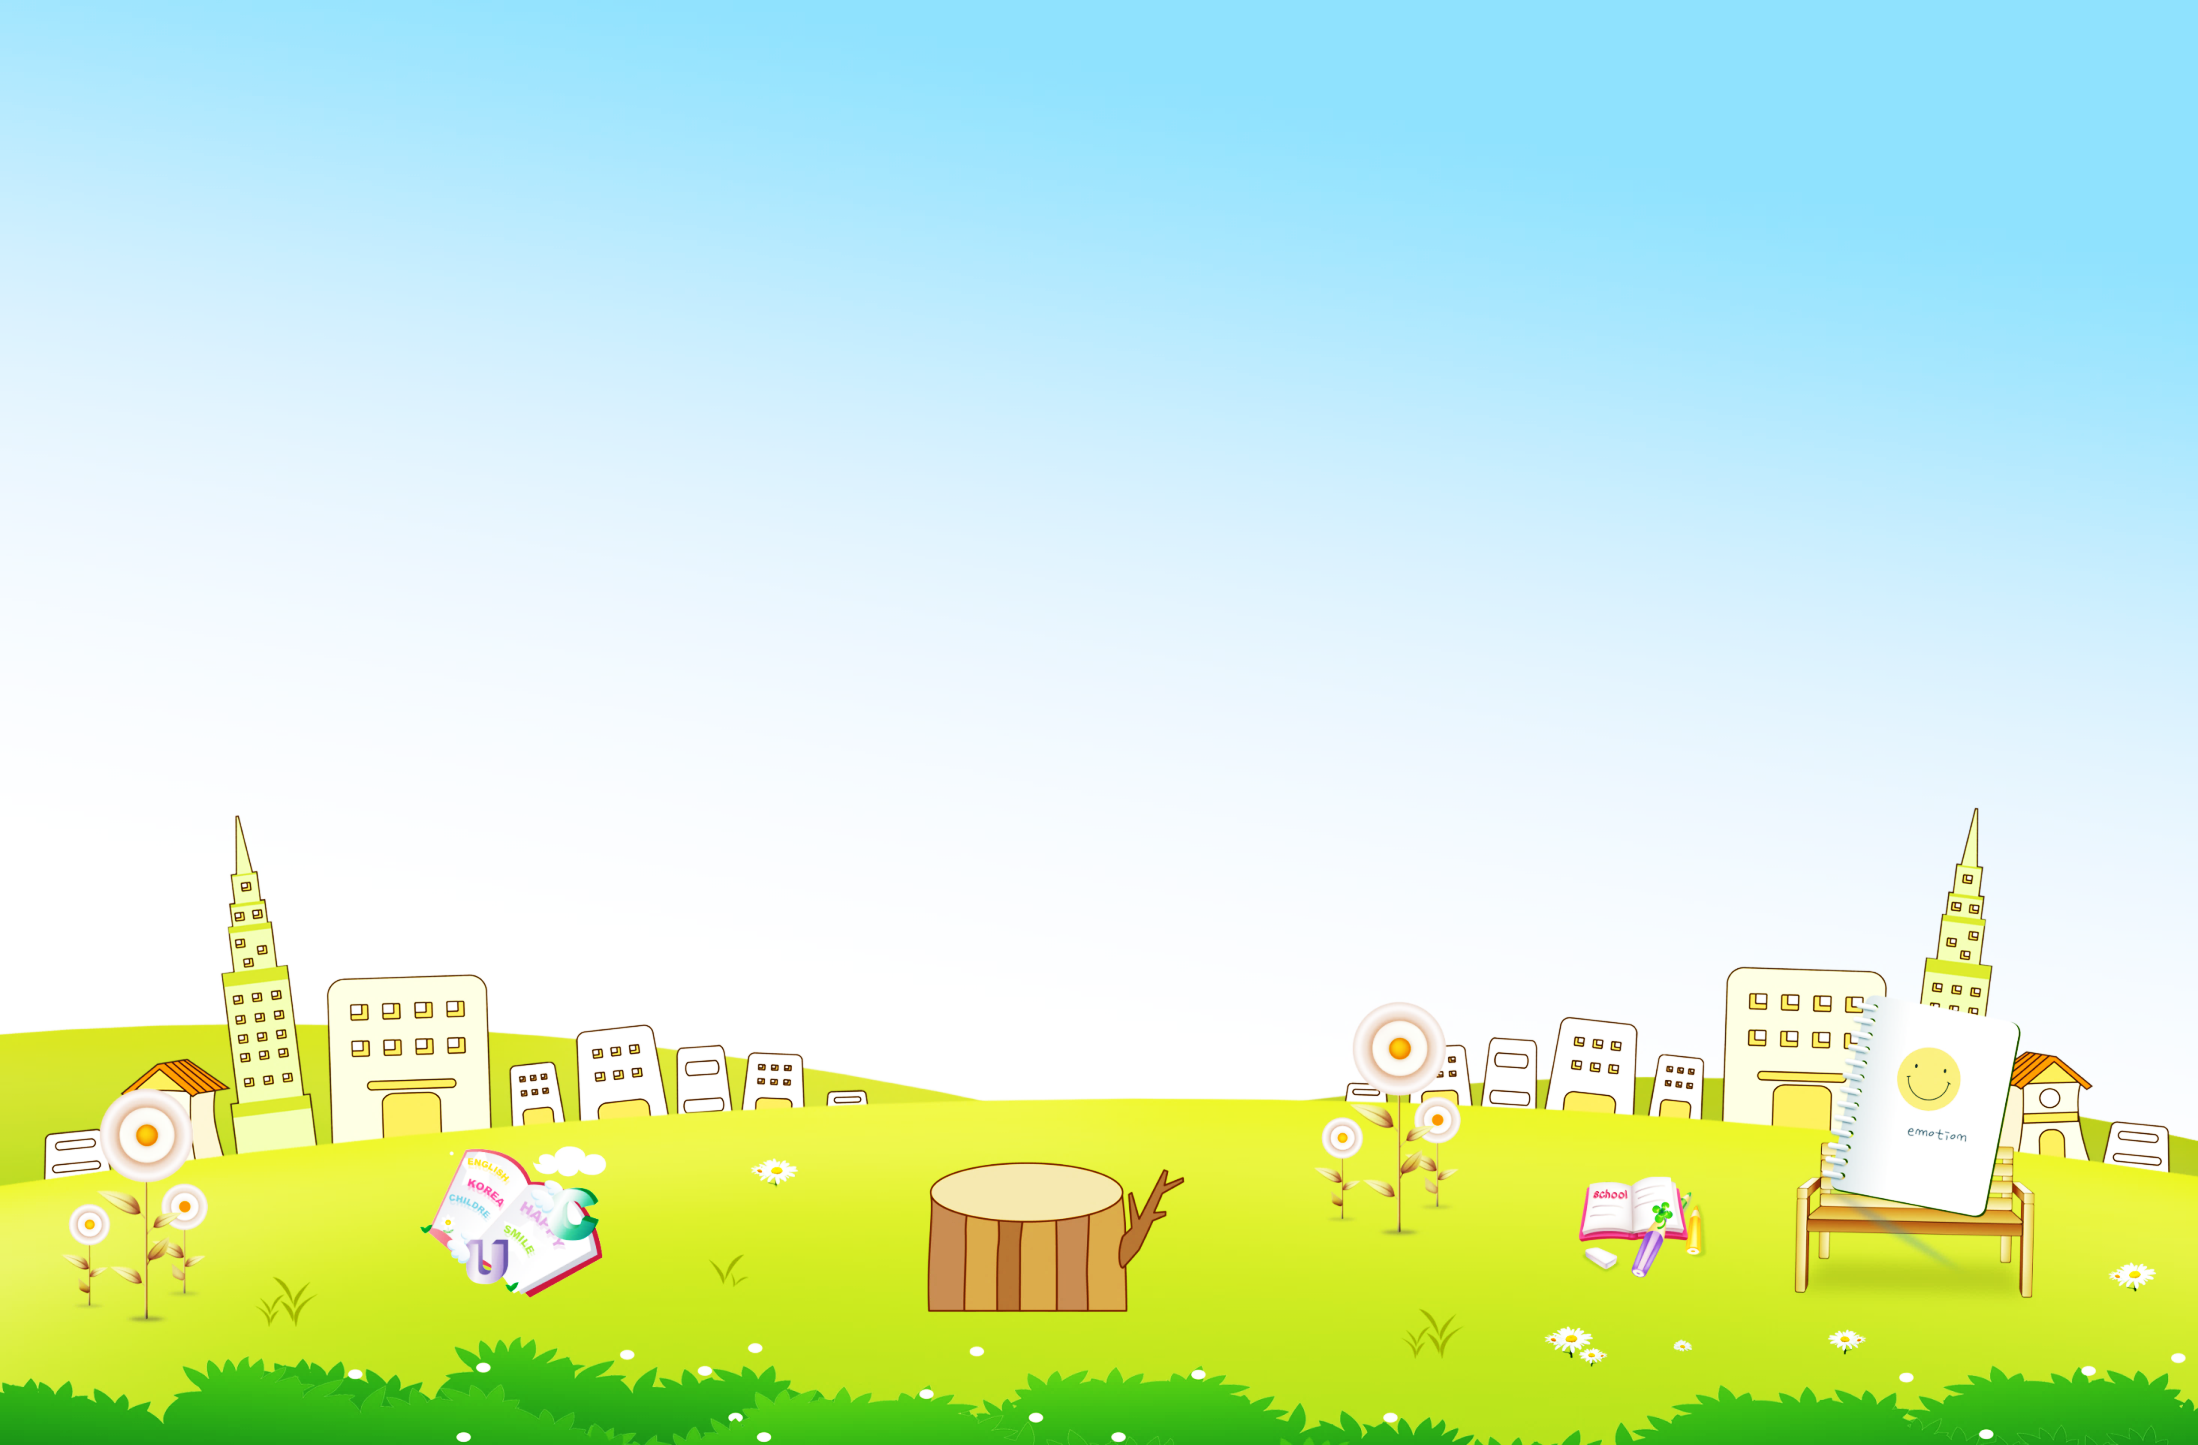 ENGLISH
KOREA
CHILDRE
HAPPY
SMILE
U
school
emotion